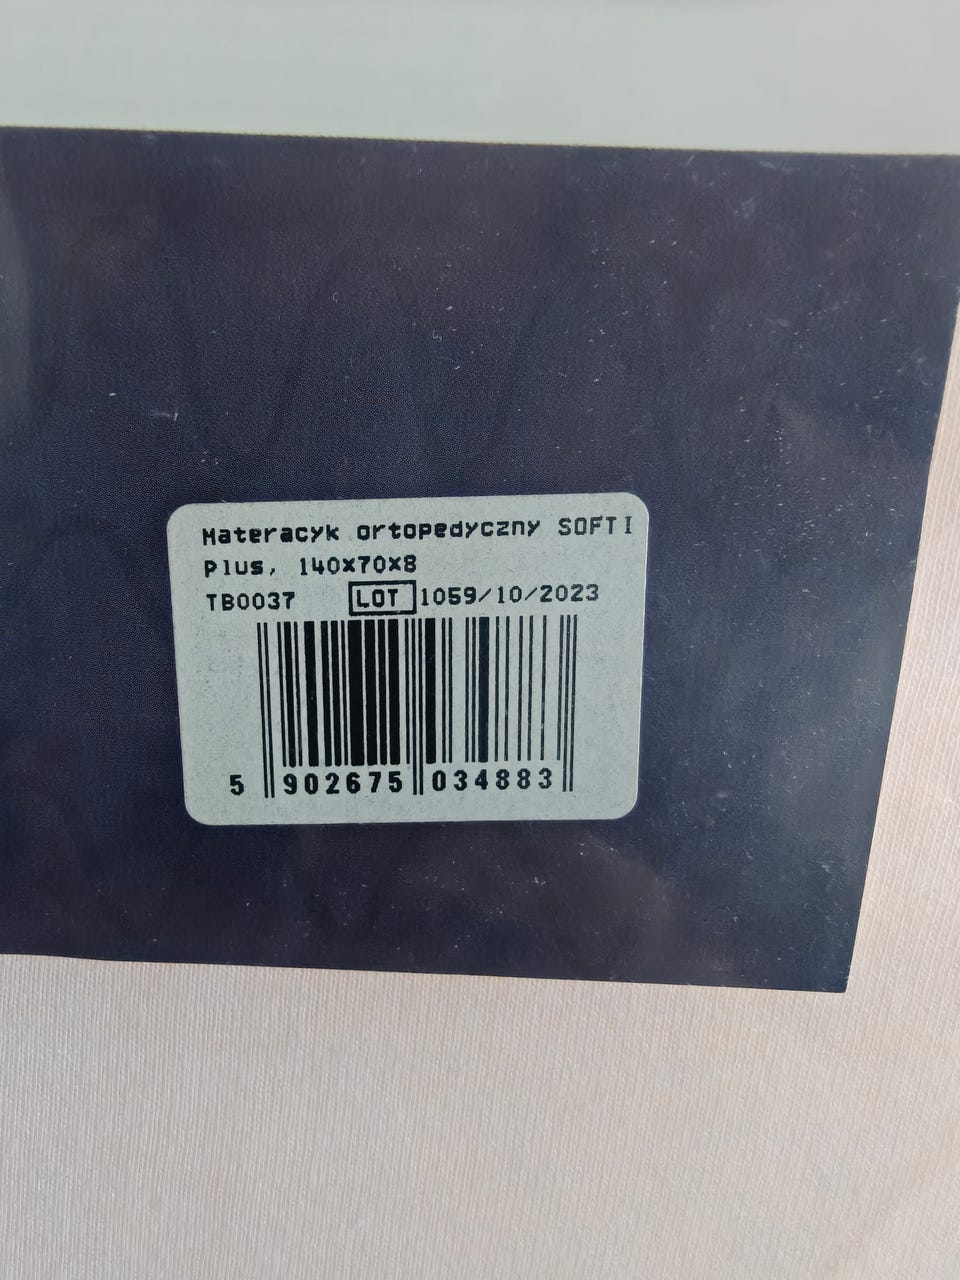 Materacyk ortopedyczny SOFTI
Plus, 140x70x8
TB0037 LOT 1059/10/2023
5 902675 034883